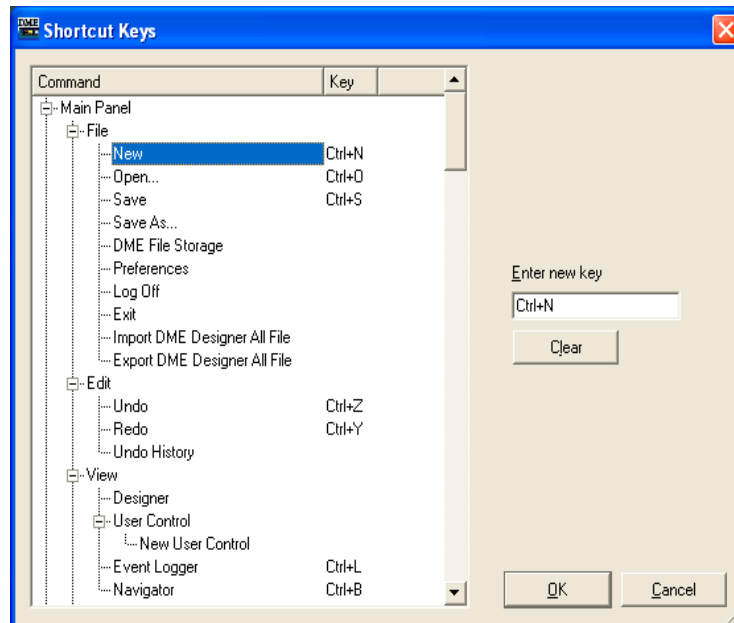 DME Shortcut Keys
Command Key
Main Panel
File
New Ctrl+N
Open... Ctrl+O
Save Ctrl+S
Save As...
DME File Storage
Preferences
Log Off
Exit
Import DME Designer All File
Export DME Designer All File
Edit
Undo Ctrl+Z
Redo Ctrl+Y
Undo History
View
Designer
User Control
New User Control
Event Logger Ctrl+L
Navigator Ctrl+B
Enter new key
Ctrl+N
Clear
OK Cancel